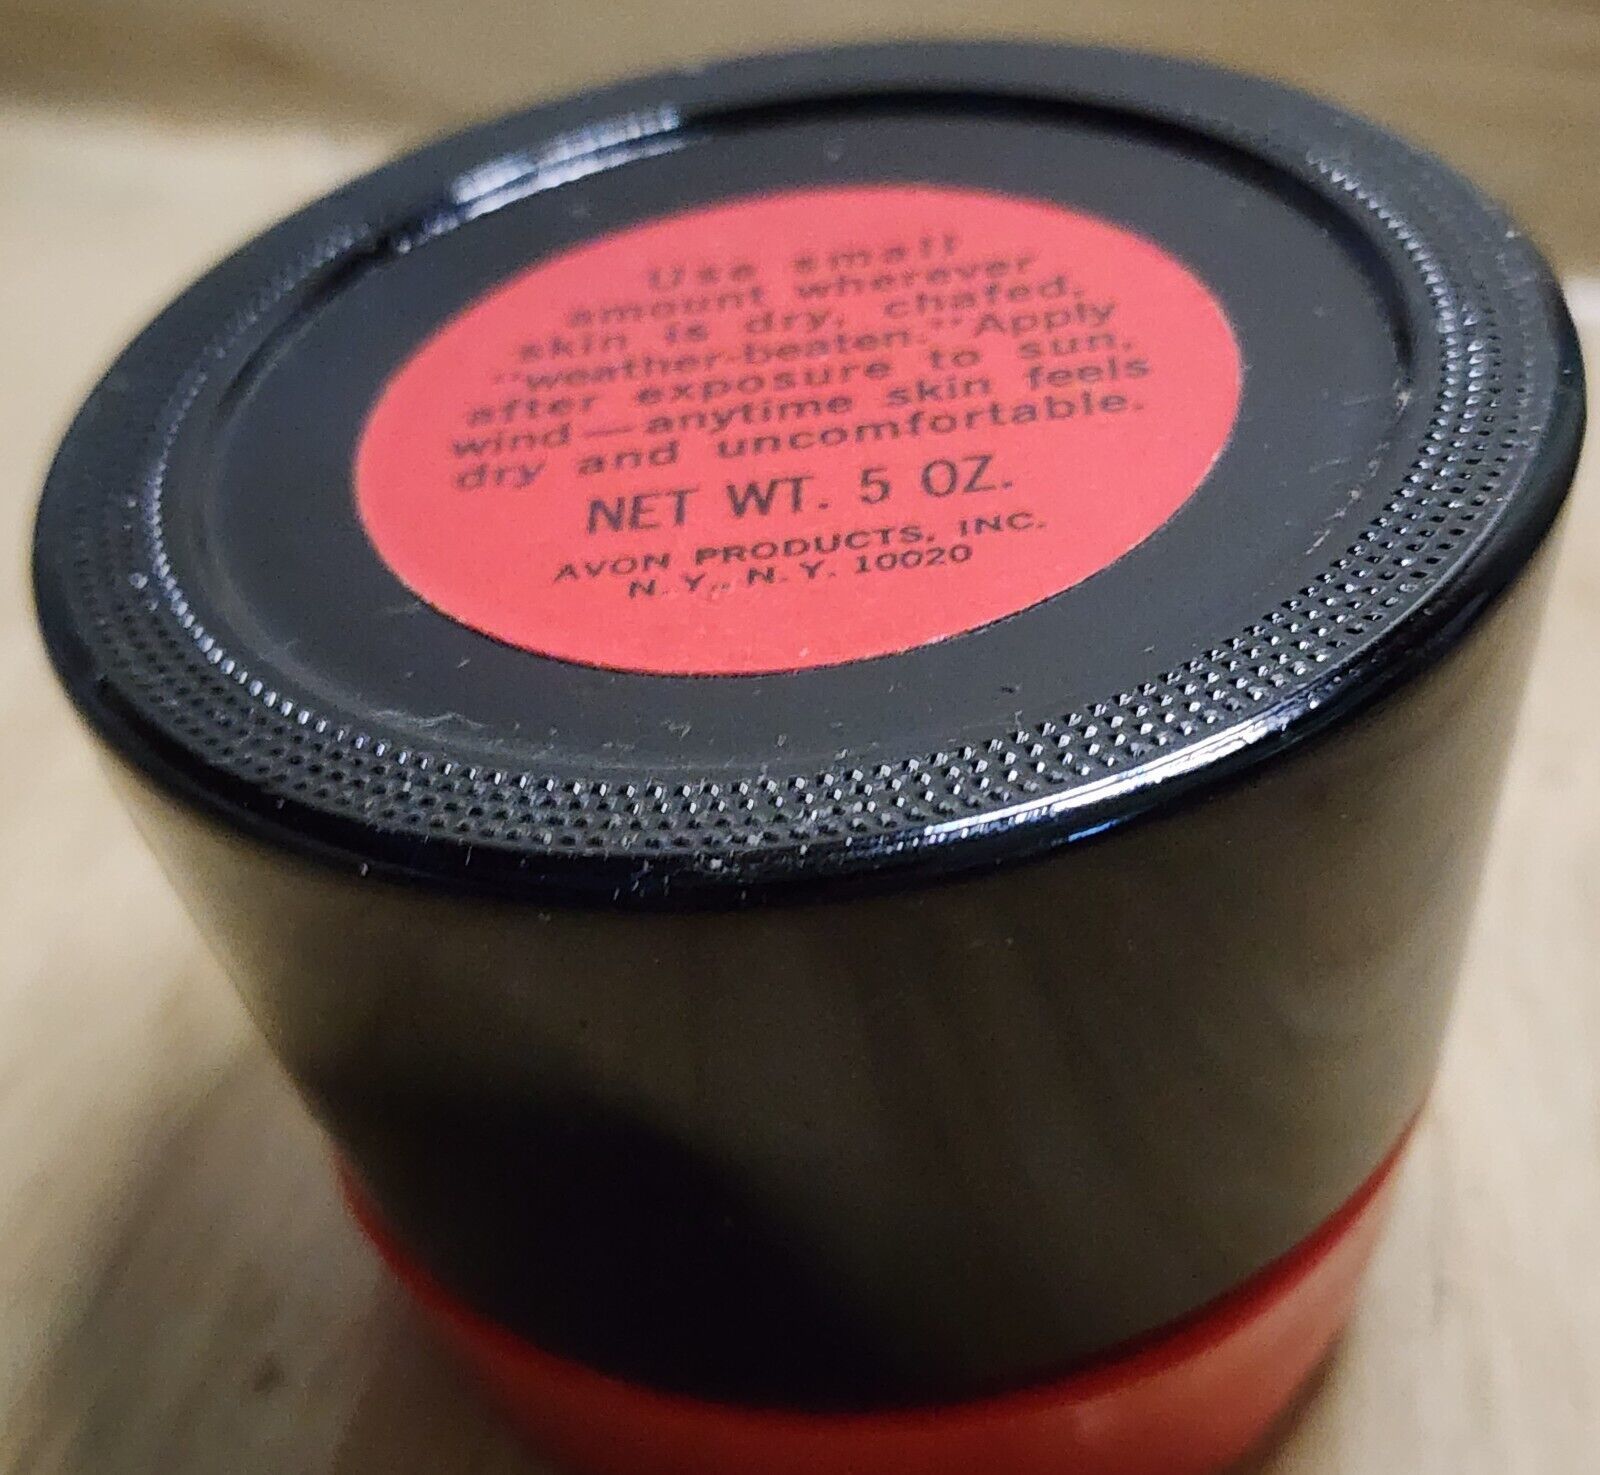 Use small
amount wherever
skin is dry, chafed,
"weather-beaten." Apply
after exposure to sun,
wind—anytime skin feels
dry and uncomfortable.
NET WT. 5 OZ.
AVON PRODUCTS, INC.
N. Y., N. Y. 10020